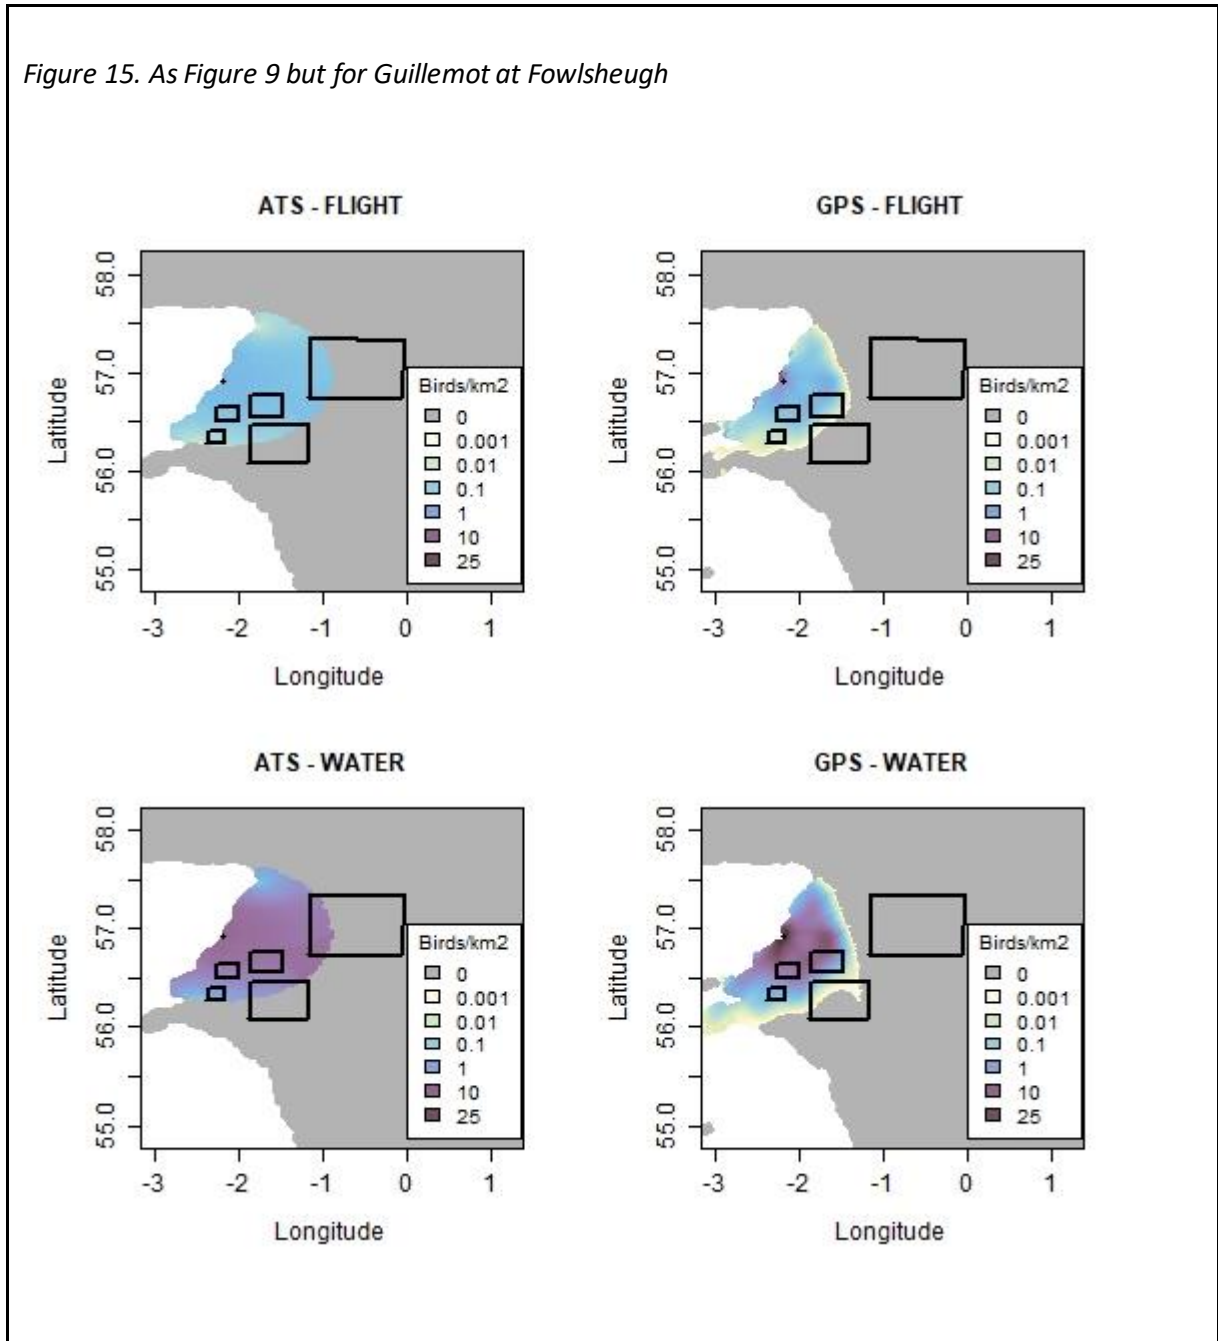 Figure 15. As Figure 9 but for Guillemot at Fowlsheugh
ATS - FLIGHT
58.0
57.0
56.0
55.0
Latitude
Birds/km2
0
0.001
0.01
0.1
1
10
25
-3 -2 -1 0 1
Longitude
GPS - FLIGHT
58.0
57.0
56.0
55.0
Latitude
Birds/km2
0
0.001
0.01
0.1
1
10
25
-3 -2 -1 0 1
Longitude
ATS - WATER
58.0
57.0
56.0
55.0
Latitude
Birds/km2
0
0.001
0.01
0.1
1
10
25
-3 -2 -1 0 1
Longitude
GPS - WATER
58.0
57.0
56.0
55.0
Latitude
Birds/km2
0
0.001
0.01
0.1
1
10
25
-3 -2 -1 0 1
Longitude